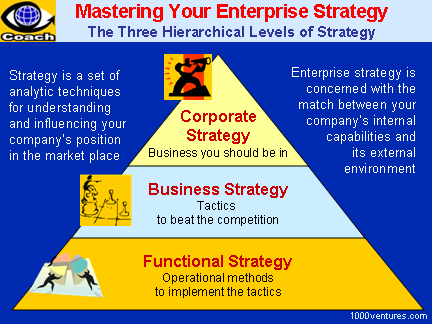 Coach
Mastering Your Enterprise Strategy
The Three Hierarchical Levels of Strategy
Strategy is a set of
analytic techniques
for understanding
and influencing your
company's position
in the market place
Enterprise strategy is
concerned with the
match between your
company's internal
capabilities and
its external
environment
Corporate
Strategy
Business you should be in
Business Strategy
Tactics
to beat the competition
Functional Strategy
Operational methods
to implement the tactics
1000ventures.com